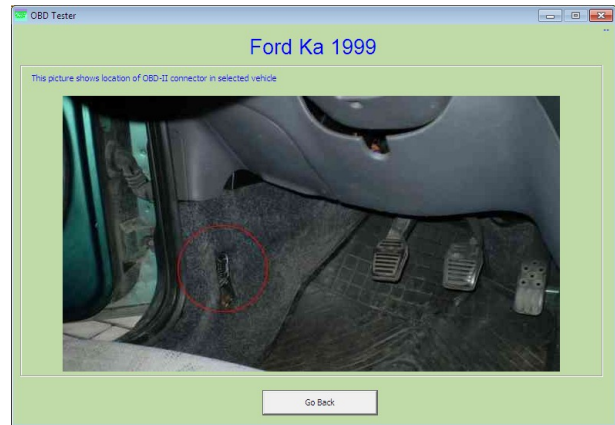 OBD Tester
Ford Ka 1999
This picture shows location of OBD-II connector in selected vehicle
Go Back